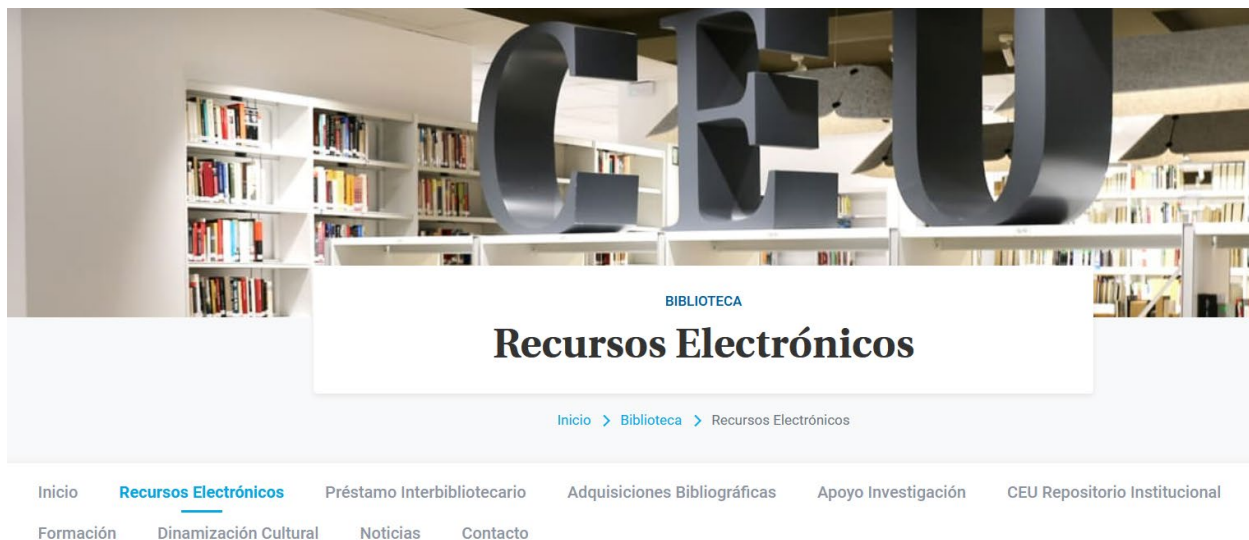 CEU
BIBLIOTECA
Recursos Electrónicos
Inicio > Biblioteca > Recursos Electrónicos
Inicio Recursos Electrónicos Préstamo Interbibliotecario Adquisiciones Bibliográficas Apoyo Investigación CEU Repositorio Institucional
Formación Dinamización Cultural Noticias Contacto